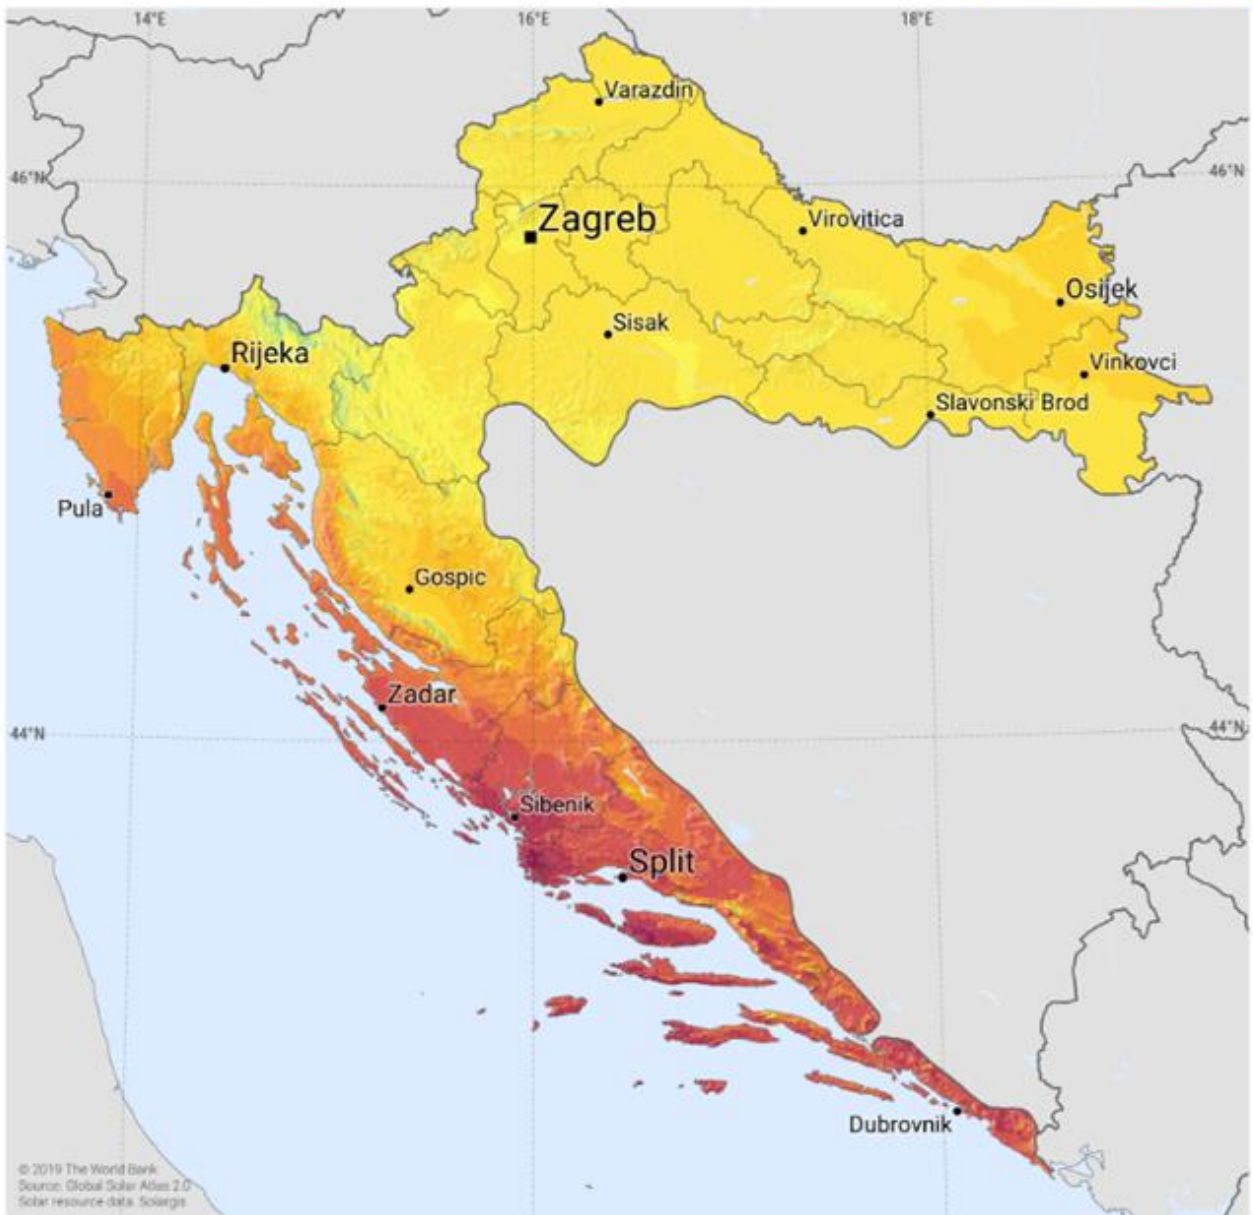 14°E 16°E 18°E
Varazdin
46°N 46°N
Zagreb
Virovitica
Osijek
Sisak
Rijeka
Vinkovci
Slavonski Brod
Pula
Gospic
Zadar
44°N 44°N
Sibenik
Split
Dubrovnik
© 2019 The World Bank
Source: Global Solar Atlas 2.0
Solar resource data: Solargis